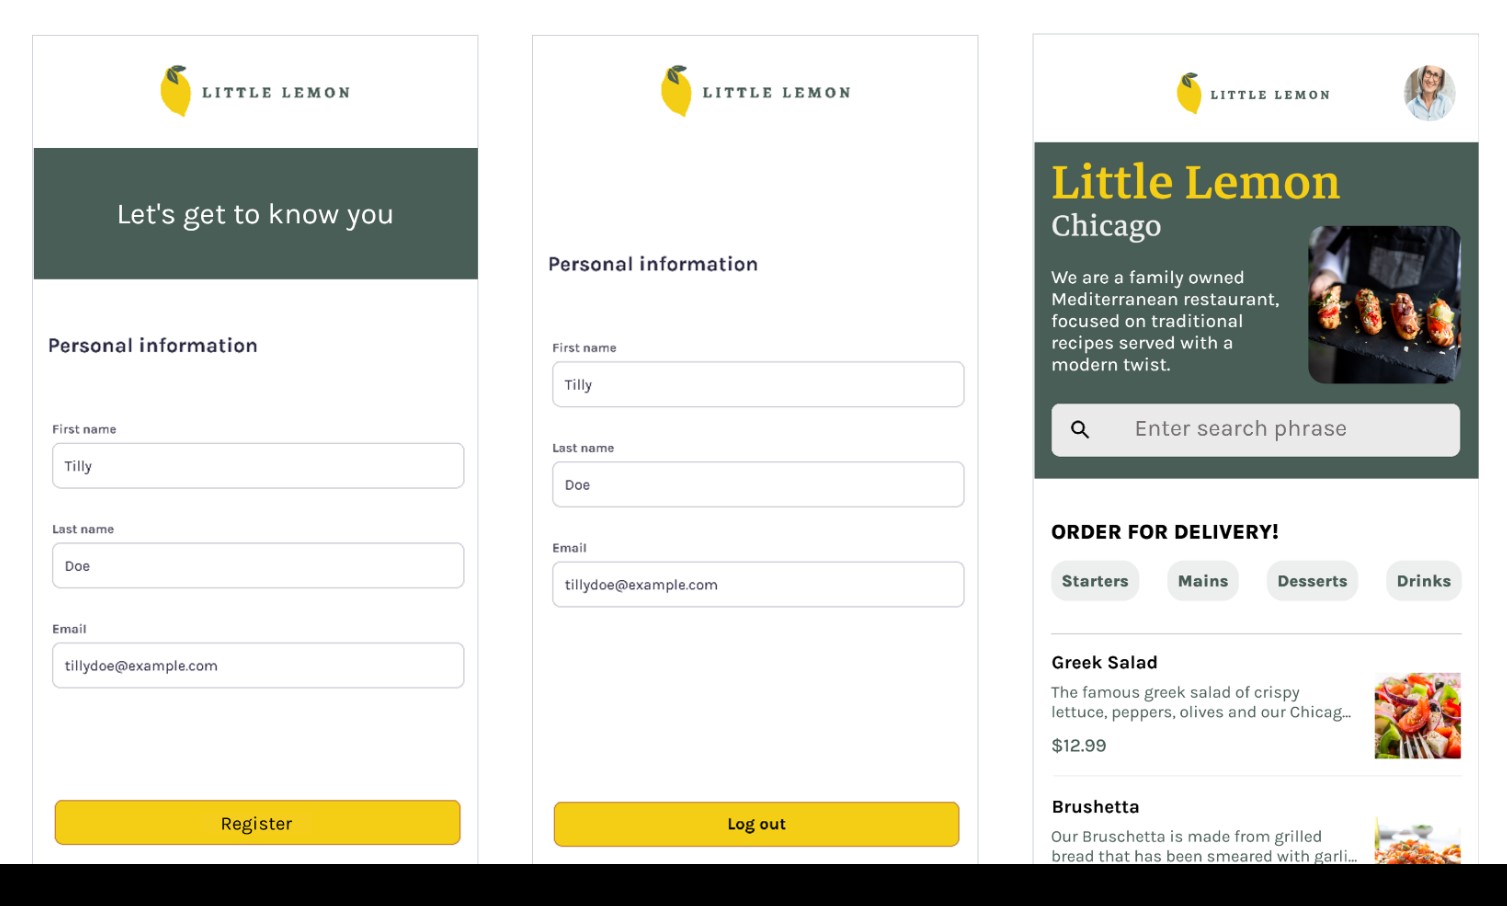 LITTLE LEMON
Let's get to know you
Personal information
First name
Tilly
Last name
Doe
Email
tillydoe@example.com
Register
LITTLE LEMON
Personal information
First name
Tilly
Last name
Doe
Email
tillydoe@example.com
Log out
LITTLE LEMON
Little Lemon
Chicago
We are a family owned
Mediterranean restaurant,
focused on traditional
recipes served with a
modern twist.
Enter search phrase
ORDER FOR DELIVERY!
Starters Mains Desserts Drinks
Greek Salad
The famous greek salad of crispy
lettuce, peppers, olives and our Chicag...
$12.99
Brushetta
Our Bruschetta is made from grilled
bread that has been smeared with garli...